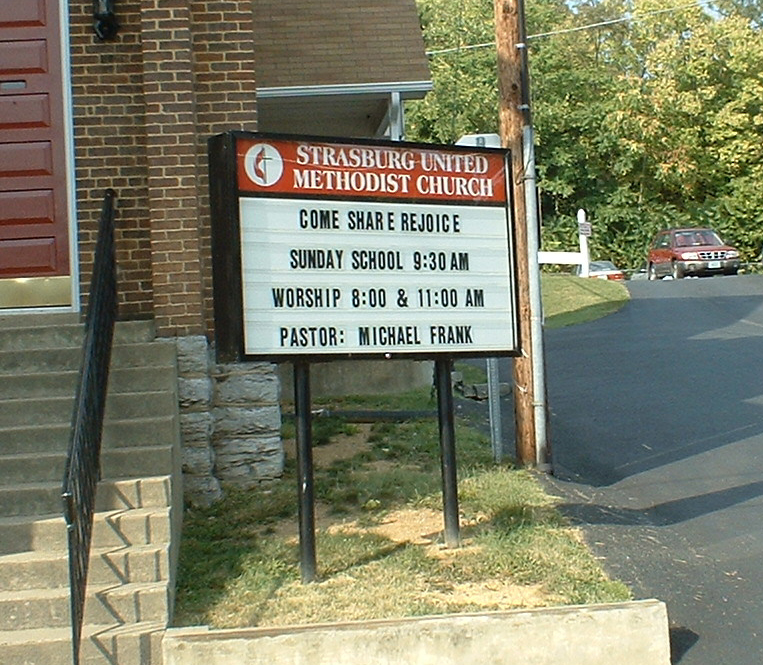 STRASBURG UNITED
METHODIST CHURCH
COME SHARE REJOICE
SUNDAY SCHOOL 9:30 AM
WORSHIP 8:00 & 11:00 AM
PASTOR: MICHAEL FRANK